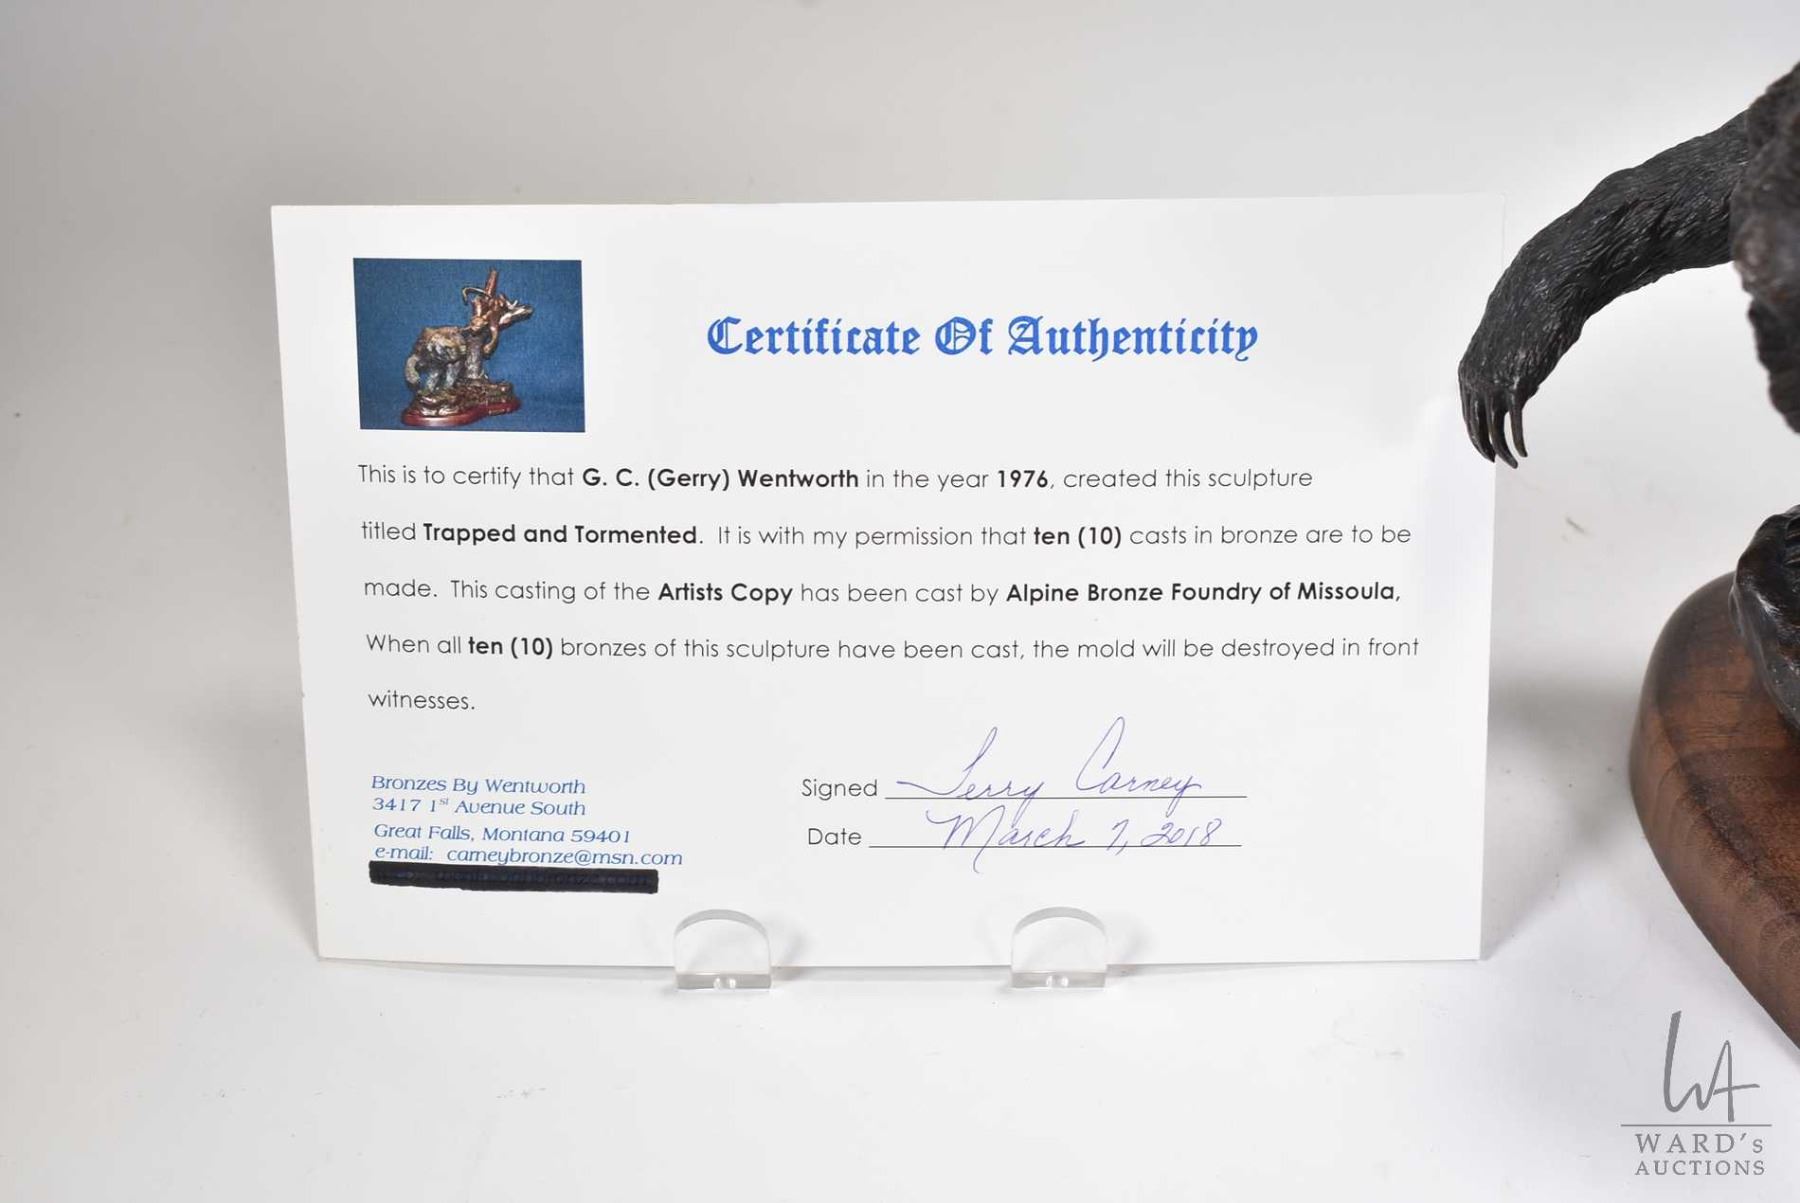 Certificate Of Authenticity
This is to certify that G. C. (Gerry) Wentworth in the year 1976, created this sculpture
titled Trapped and Tormented. It is with my permission that ten (10) casts in bronze are to be
made. This casting of the Artists Copy has been cast by Alpine Bronze Foundry of Missoula,
When all ten (10) bronzes of this sculpture have been cast, the mold will be destroyed in front
witnesses.
Bronzes By Wentworth
3417 1st Avenue South
Great Falls, Montana 59401
e-mail: carneybronze@msn.com
Signed Jerry Carney
Date March 7, 2018
WA
WARD's
AUCTIONS